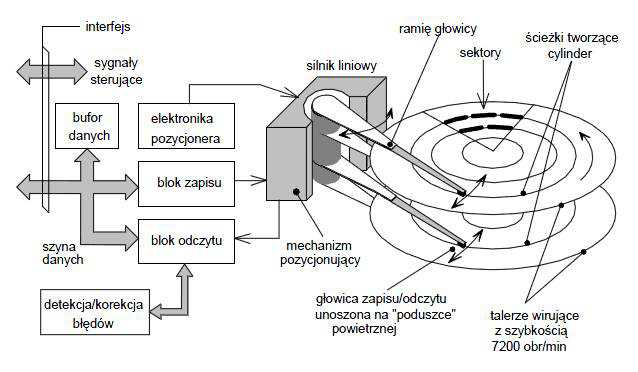 interfejs
sygnały
sterujące
bufor
danych
elektronika
pozycjonera
blok zapisu
blok odczytu
szyna
danych
detekcja/korekcja
błędów
silnik liniowy
ramię głowicy
sektory
ścieżki tworzące
cylinder
mechanizm
pozycjonujący
głowica zapisu/odczytu
unoszona na "poduszce"
powietrznej
talerze wirujące
z szybkością
7200 obr/min